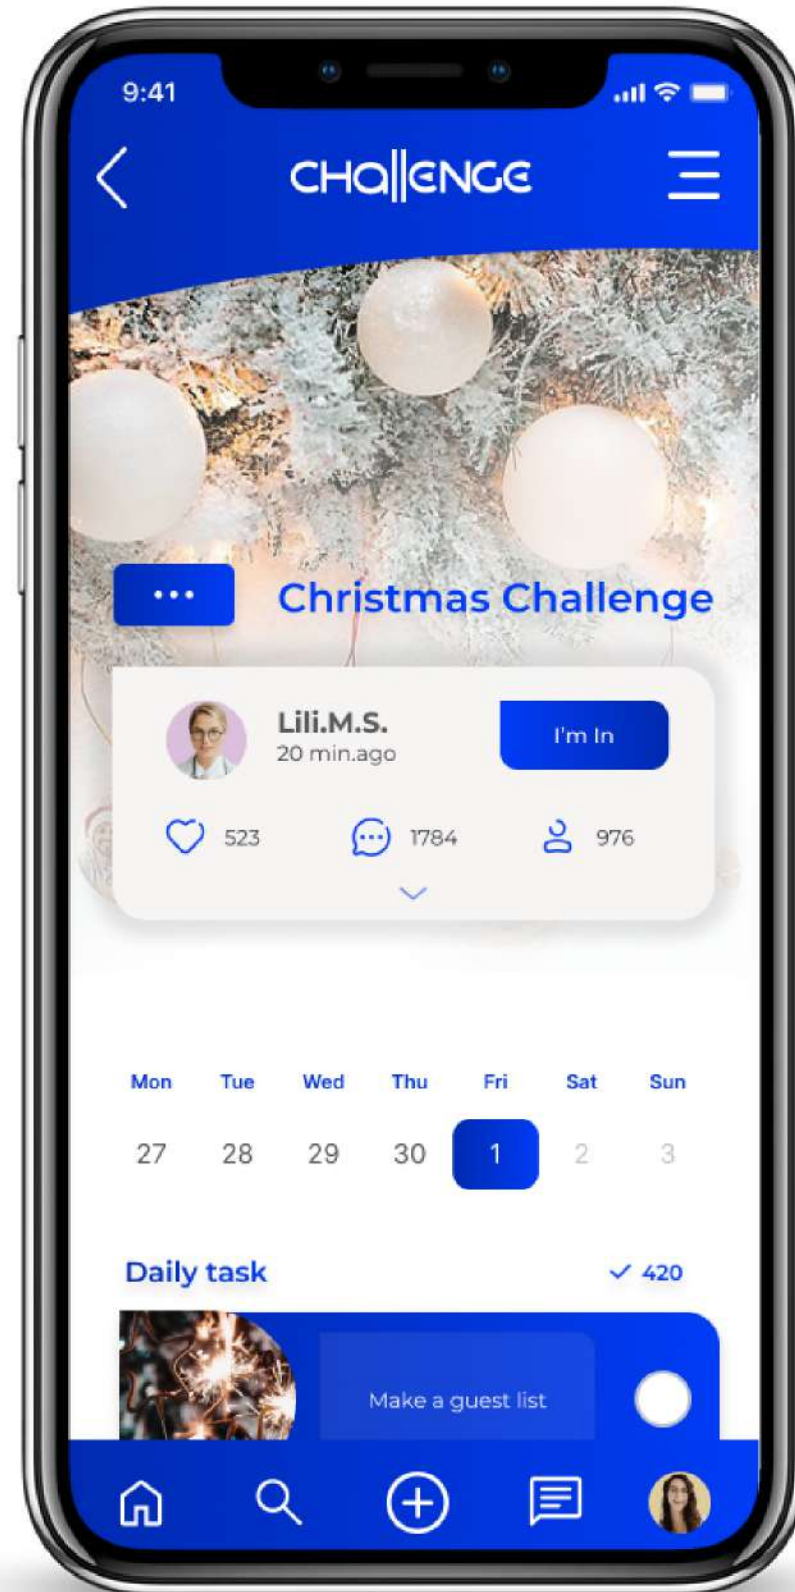 9:41
CHallENGE
Christmas Challenge
Lili.M.S.
20 min.ago
I'm In
523 1784 976
Mon Tue Wed Thu Fri Sat Sun
27 28 29 30 1 2 3
Daily task
420
Make a guest list